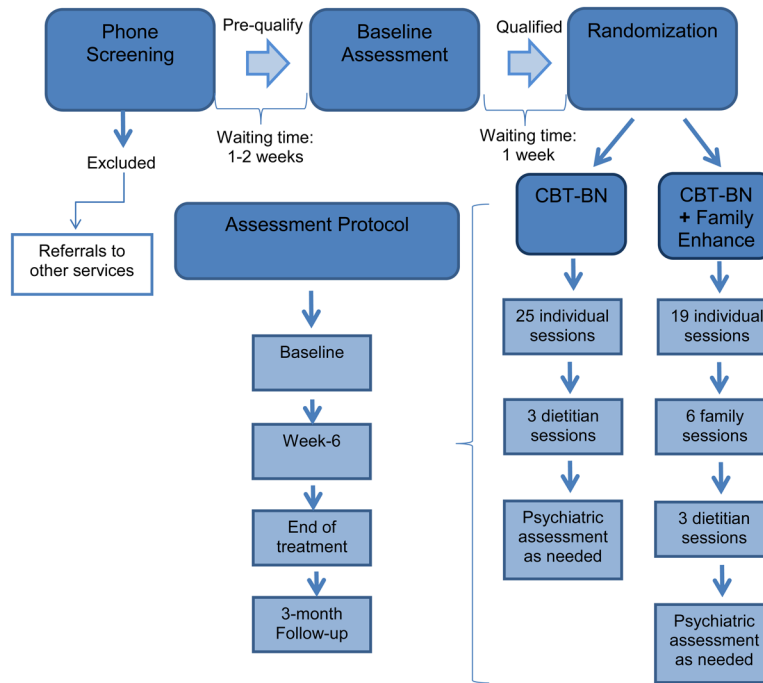 Phone
Screening
Pre-qualify
Baseline
Assessment
Qualified
Randomization
Waiting time:
1-2 weeks
Waiting time:
1 week
Excluded
Referrals to
other services
Assessment Protocol
Baseline
Week-6
End of
treatment
3-month
Follow-up
CBT-BN
25 individual
sessions
3 dietitian
sessions
Psychiatric
assessment
as needed
CBT-BN
+ Family
Enhance
19 individual
sessions
6 family
sessions
3 dietitian
sessions
Psychiatric
assessment
as needed